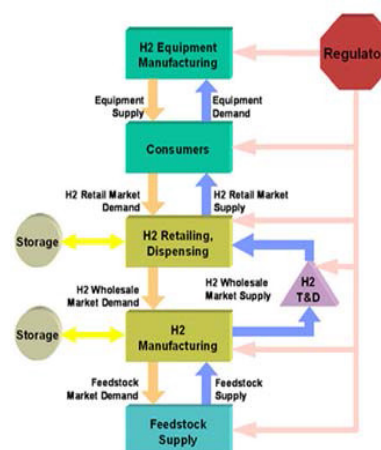 H2 Equipment
Manufacturing
Regulato
Equipment
Supply
Equipment
Demand
Consumers
H2 Retail Market
Demand
H2 Retail Market
Supply
Storage
H2 Retailing,
Dispensing
H2 Wholesale
Market Demand
H2 Wholesale
Market Supply
H2
T&D
Storage
H2
Manufacturing
Feedstock
Market Demand
Feedstock
Supply
Feedstock
Supply